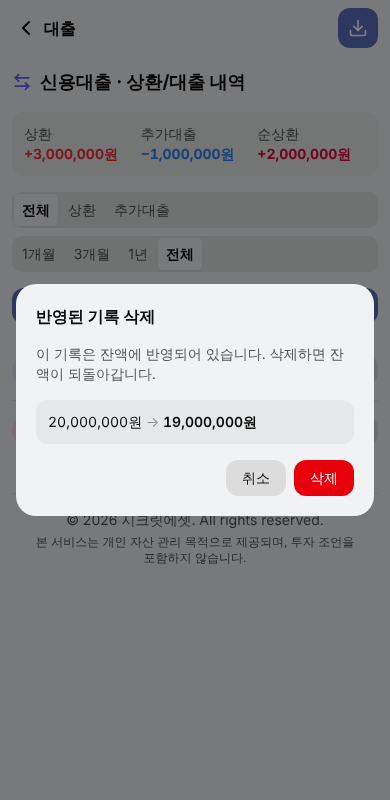 대출
신용대출 · 상환/대출 내역
상환 추가대출 순상환
+3,000,000원 −1,000,000원 +2,000,000원
전체 상환 추가대출
1개월 3개월 1년 전체
반영된 기록 삭제
이 기록은 잔액에 반영되어 있습니다. 삭제하면 잔
액이 되돌아갑니다.
20,000,000원 → 19,000,000원
취소 삭제
© 2026 시크릿에셋. All rights reserved.
본 서비스는 개인 자산 관리 목적으로 제공되며, 투자 조언을
포함하지 않습니다.